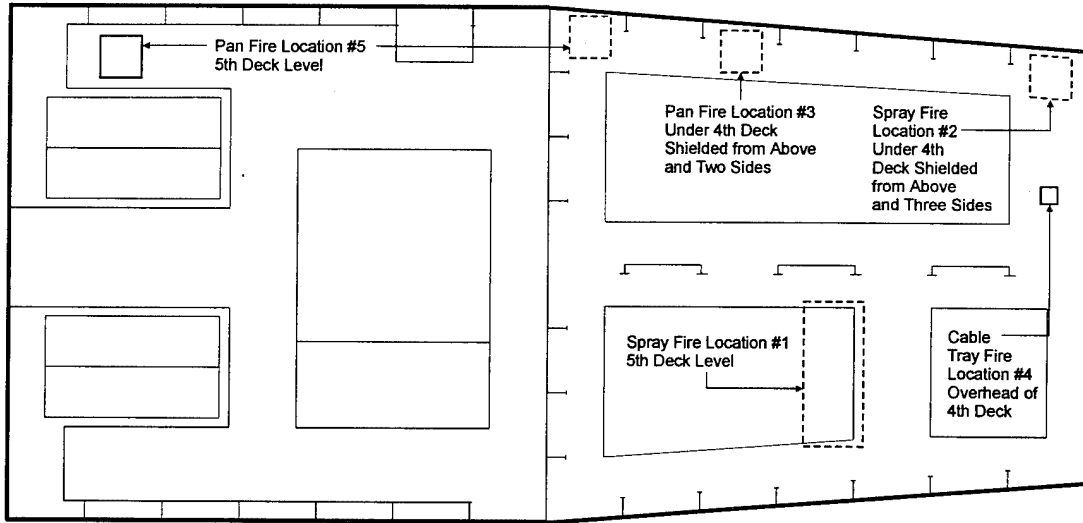 Pan Fire Location #5
5th Deck Level
Pan Fire Location #3
Under 4th Deck
Shielded from Above
and Two Sides
Spray Fire
Location #2
Under 4th
Deck Shielded
from Above
and Three Sides
Spray Fire Location #1
5th Deck Level
Cable
Tray Fire
Location #4
Overhead of
4th Deck